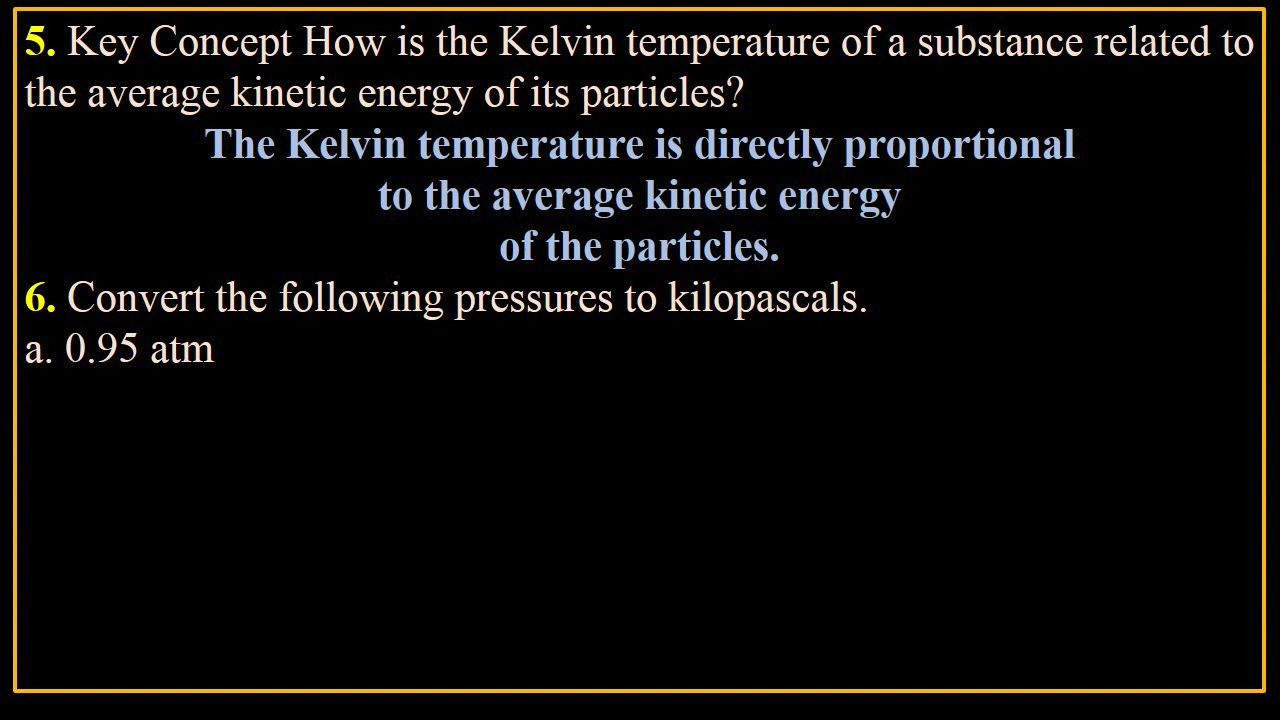 5. Key Concept How is the Kelvin temperature of a substance related to
the average kinetic energy of its particles?
The Kelvin temperature is directly proportional
to the average kinetic energy
of the particles.
6. Convert the following pressures to kilopascals.
a. 0.95 atm